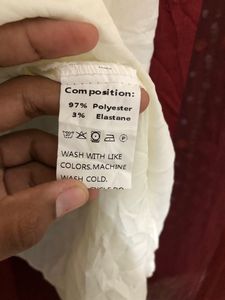 Composition:
97% Polyester
3% Elastane
WASH WITH LIKE
COLORS.MACHINE
WASH COLD.